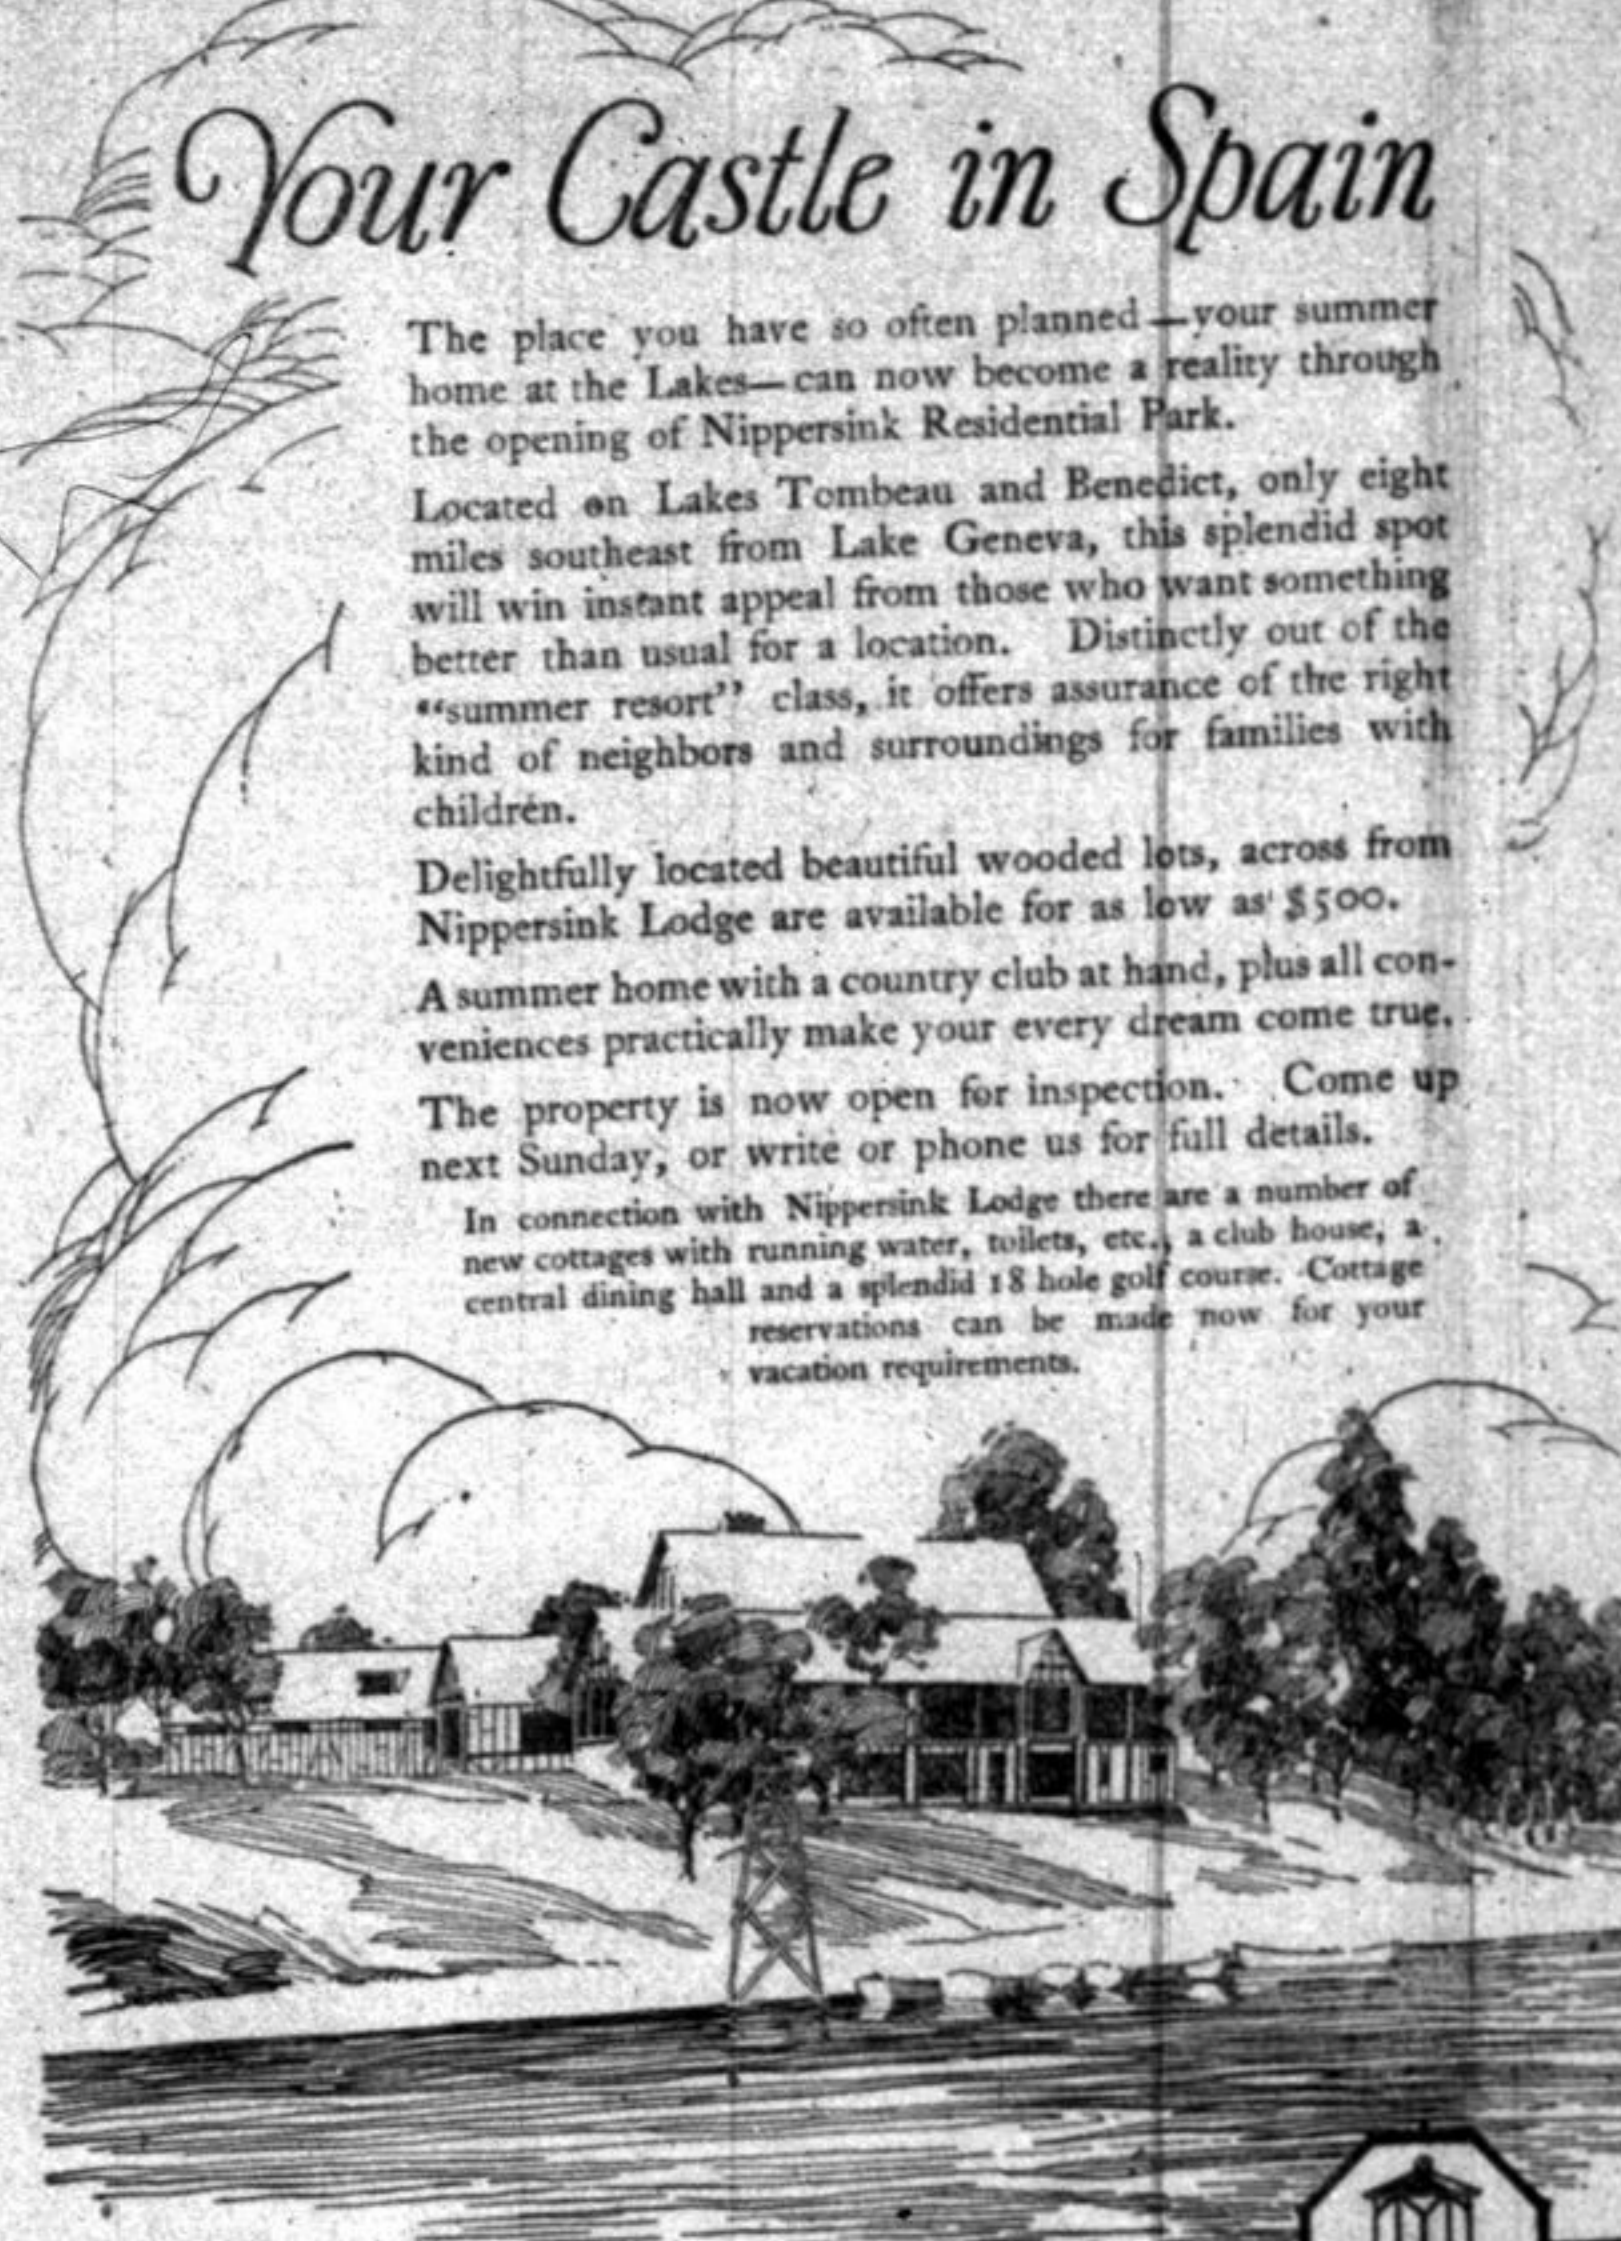 Your Castle in Spain
The place you have so often planned—your summer
home at the Lakes—can now become a reality through
the opening of Nippersink Residential Park.
Located on Lakes Tombeau and Benedict, only eight
miles southeast from Lake Geneva, this splendid spot
will win instant appeal from those who want something
better than usual for a location. Distinctly out of the
“summer resort” class, it offers assurance of the right
kind of neighbors and surroundings for families with
children.
Delightfully located beautiful wooded lots, across from
Nippersink Lodge are available for as low as $500.
A summer home with a country club at hand, plus all con-
veniences practically make your every dream come true.
The property is now open for inspection. Come up
next Sunday, or write or phone us for full details.
In connection with Nippersink Lodge there are a number of
new cottages with running water, toilets, etc., a club house, a
central dining hall and a splendid 18 hole golf course. Cottage
reservations can be made now for your
vacation requirements.